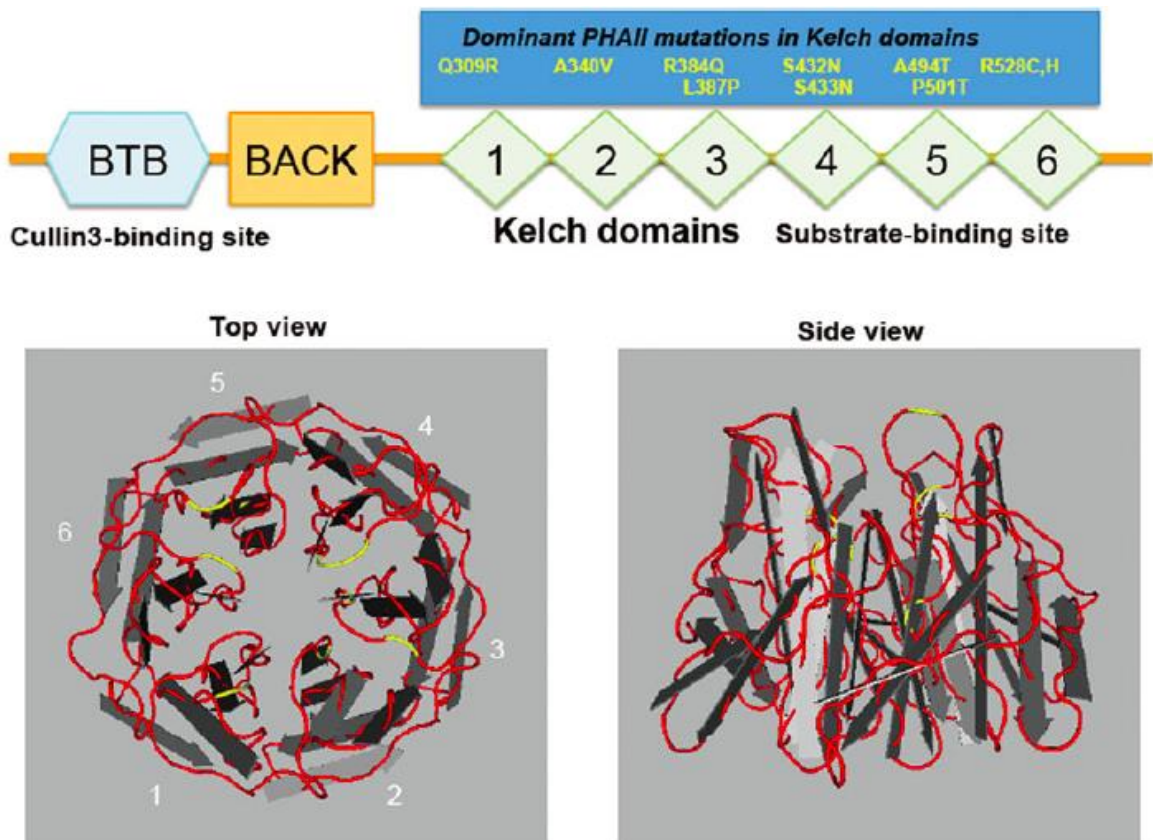 Dominant PHAII mutations in Kelch domains
Q309R A340V R384Q S432N A494T R528C,H
L387P S433N P501T
BTB BACK 1 2 3 4 5 6
Cullin3-binding site Kelch domains Substrate-binding site
Top view Side view
5
4
6
3
1
2